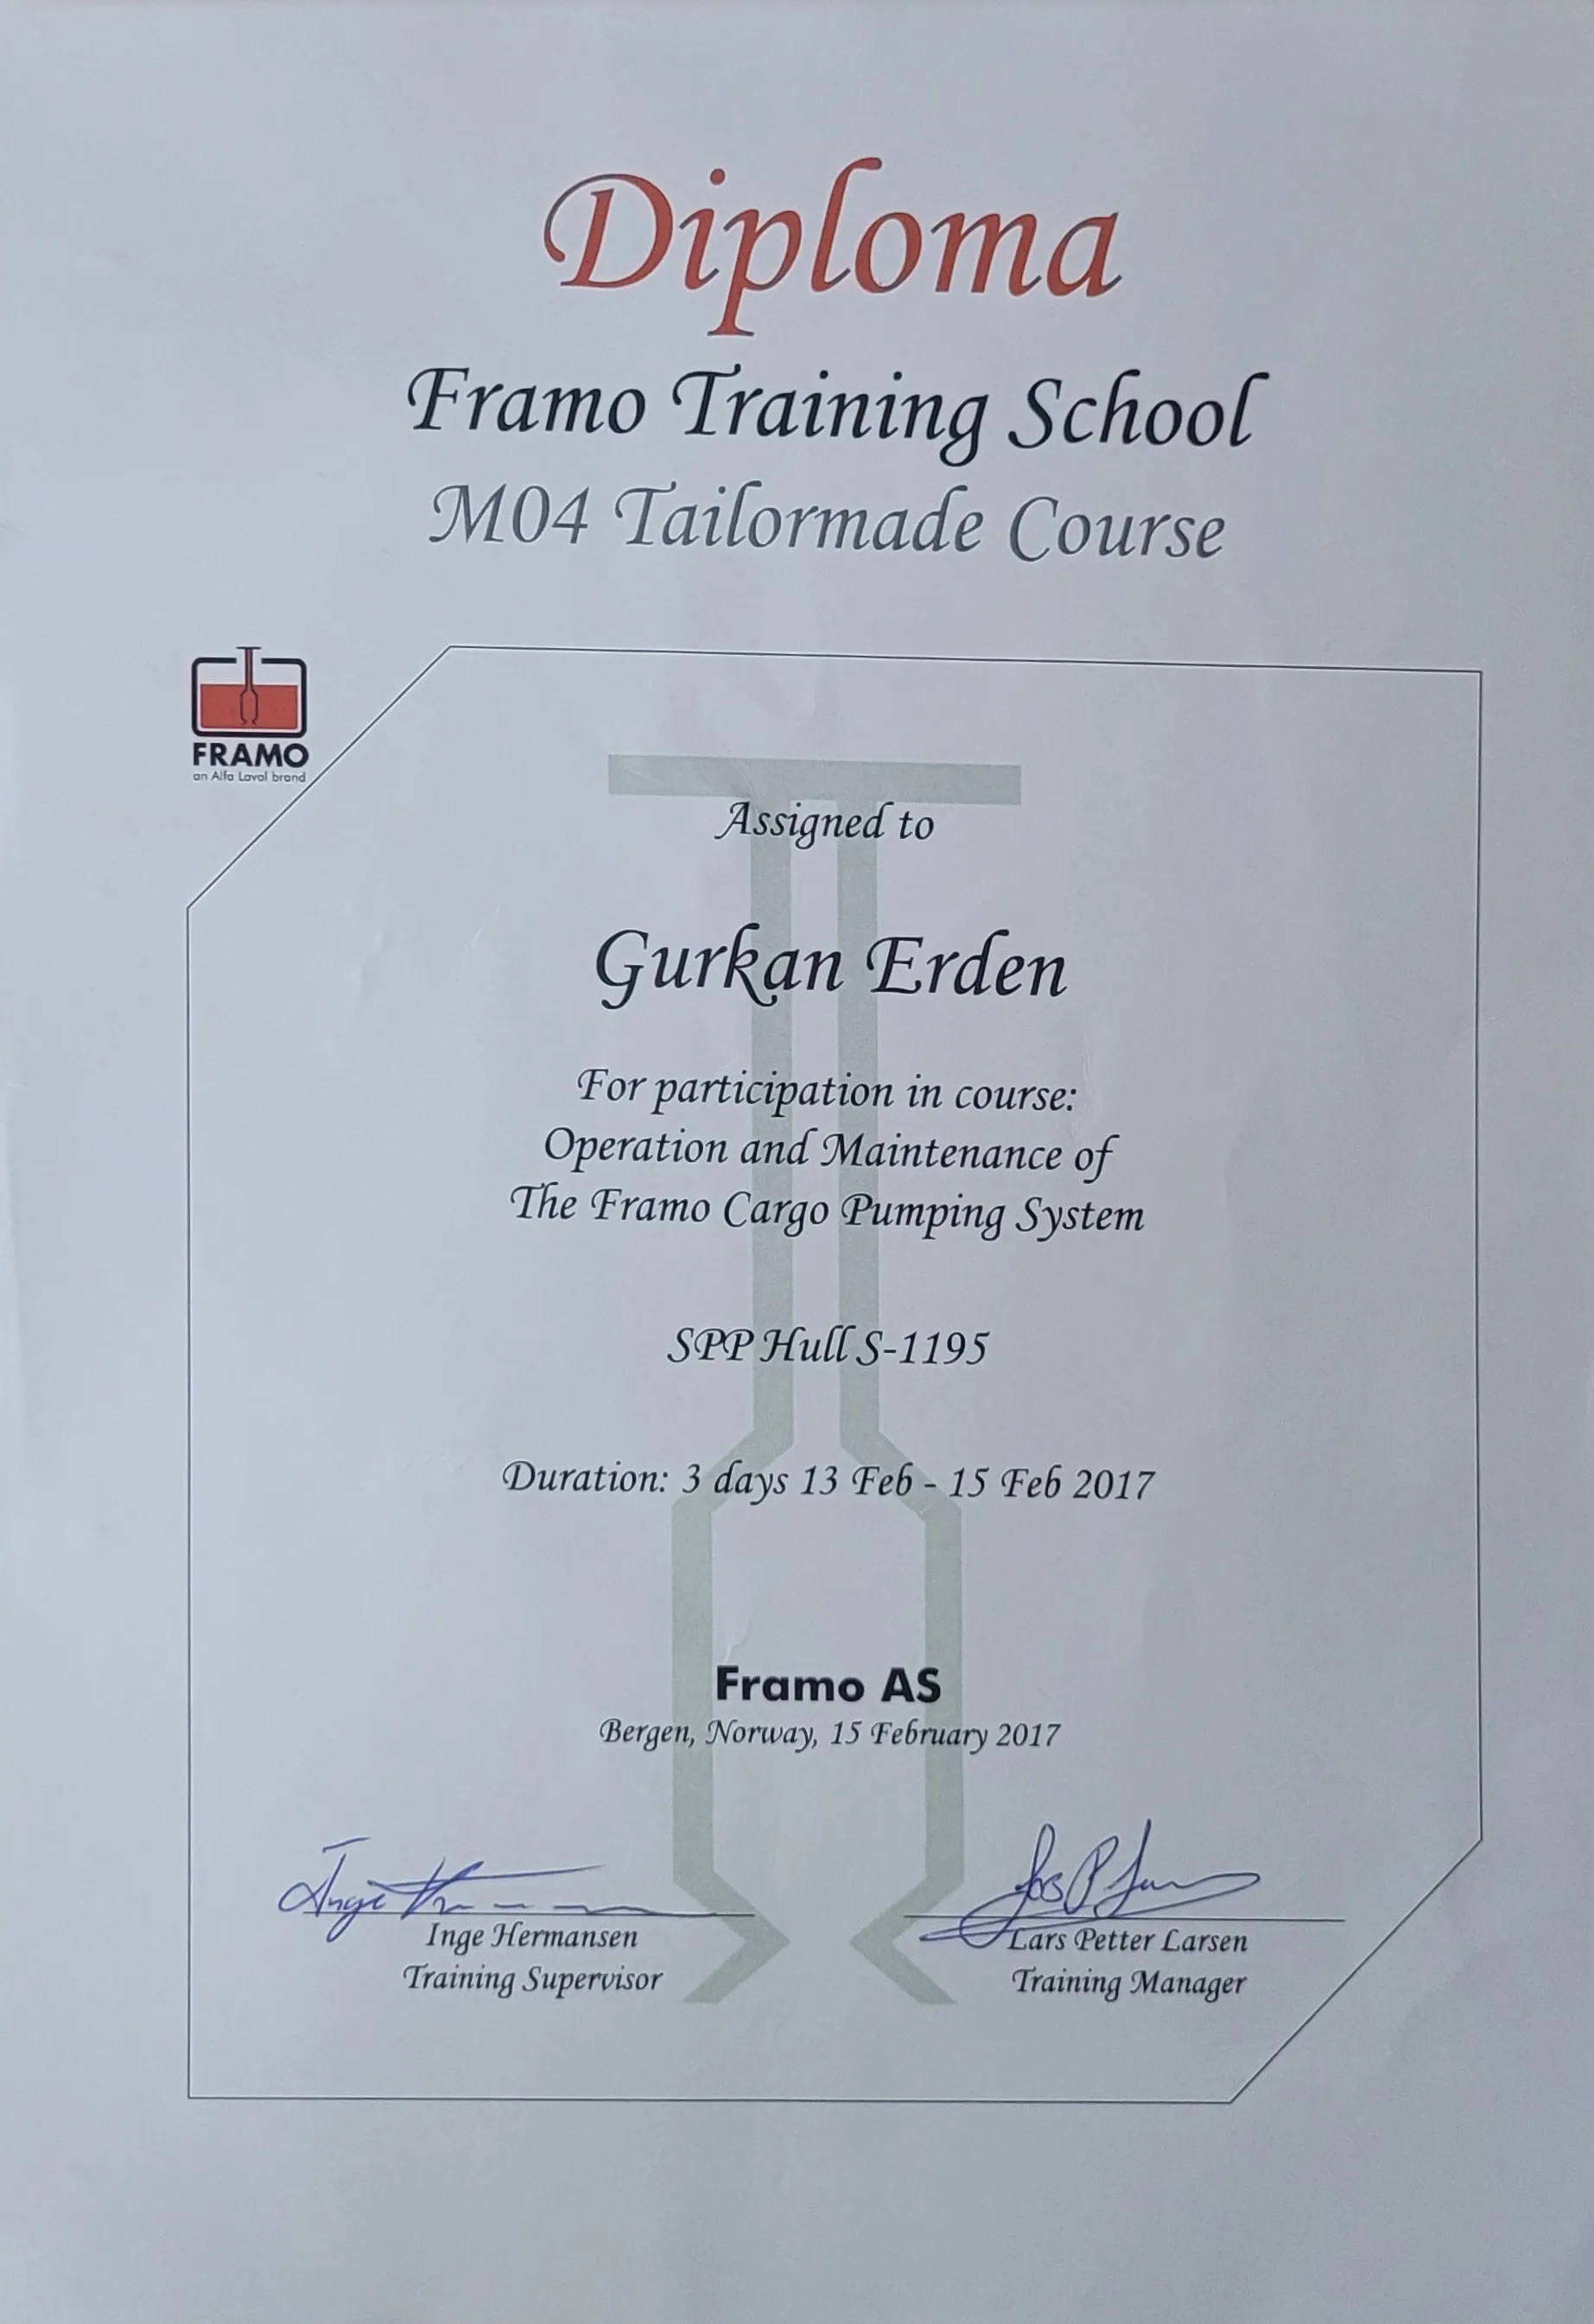 Diploma
Framo Training School
M04 Tailormade Course
FRAMO
an Alfa Laval brand
Assigned to
Gurkan Erden
For participation in course:
Operation and Maintenance of
The Framo Cargo Pumping System
SPP Hull S-1195
Duration: 3 days 13 Feb - 15 Feb 2017
Framo AS
Bergen, Norway, 15 February 2017
Inge Hermansen
Training Supervisor
Lars Petter Larsen
Training Manager